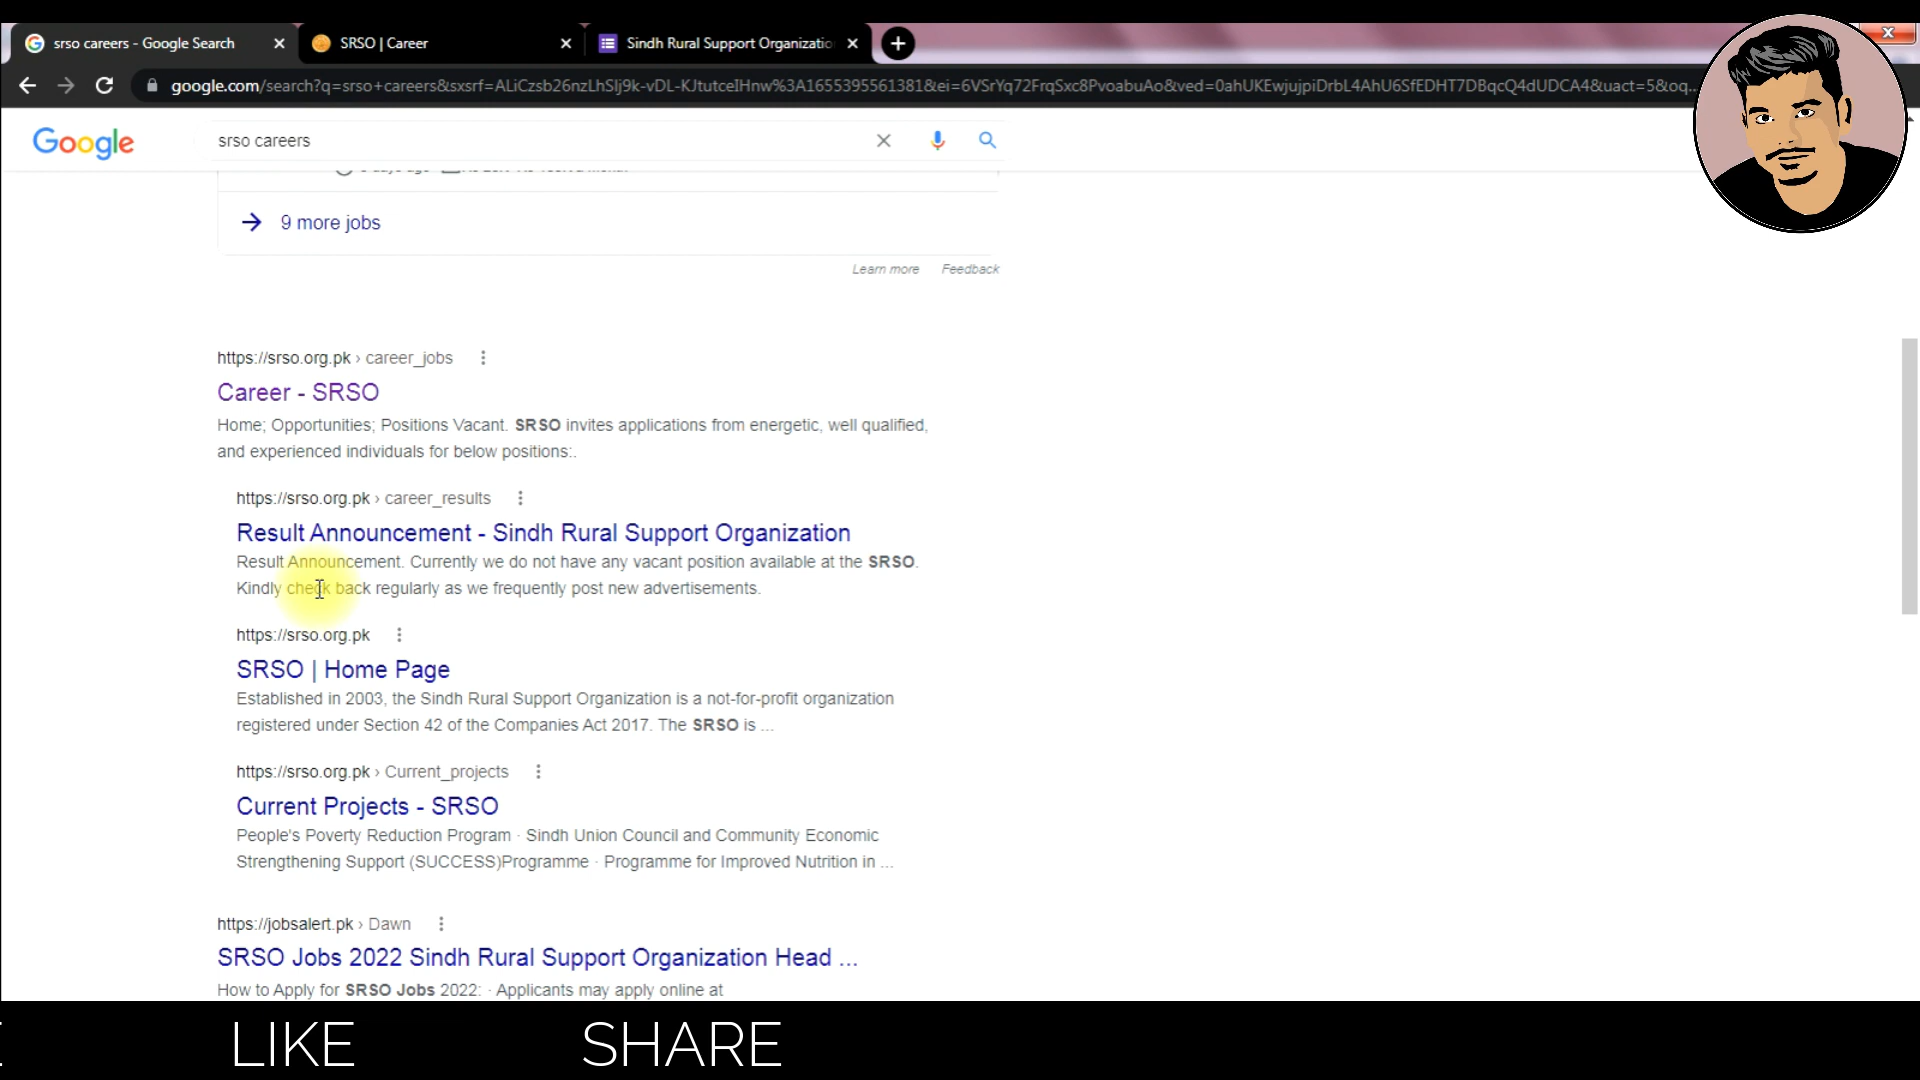 srso careers - Google Search
SRSO | Career
Sindh Rural Support Organizatio
google.com/search?q=srso+careers&sxsrf=ALiCzsb26nzLhSlj9k-vDL-KJtutceIHnw%3A1655395561381&ei=6VSrYq72FrqSxc8PvoabuAo&ved=0ahUKEwjujpiDrbL4AhU6SfEDHT7DBqcQ4dUDCA4&uact=5&oq...
Google
srso careers
9 more jobs
Learn more Feedback
https://srso.org.pk › career_jobs
Career - SRSO
Home; Opportunities; Positions Vacant. SRSO invites applications from energetic, well qualified,
and experienced individuals for below positions:.
https://srso.org.pk › career_results
Result Announcement - Sindh Rural Support Organization
Result Announcement. Currently we do not have any vacant position available at the SRSO.
Kindly check back regularly as we frequently post new advertisements.
https://srso.org.pk
SRSO | Home Page
Established in 2003, the Sindh Rural Support Organization is a not-for-profit organization
registered under Section 42 of the Companies Act 2017. The SRSO is ...
https://srso.org.pk › Current_projects
Current Projects - SRSO
People's Poverty Reduction Program · Sindh Union Council and Community Economic
Strengthening Support (SUCCESS)Programme · Programme for Improved Nutrition in ...
https://jobsalert.pk › Dawn
SRSO Jobs 2022 Sindh Rural Support Organization Head ...
How to Apply for SRSO Jobs 2022: · Applicants may apply online at
LIKE SHARE